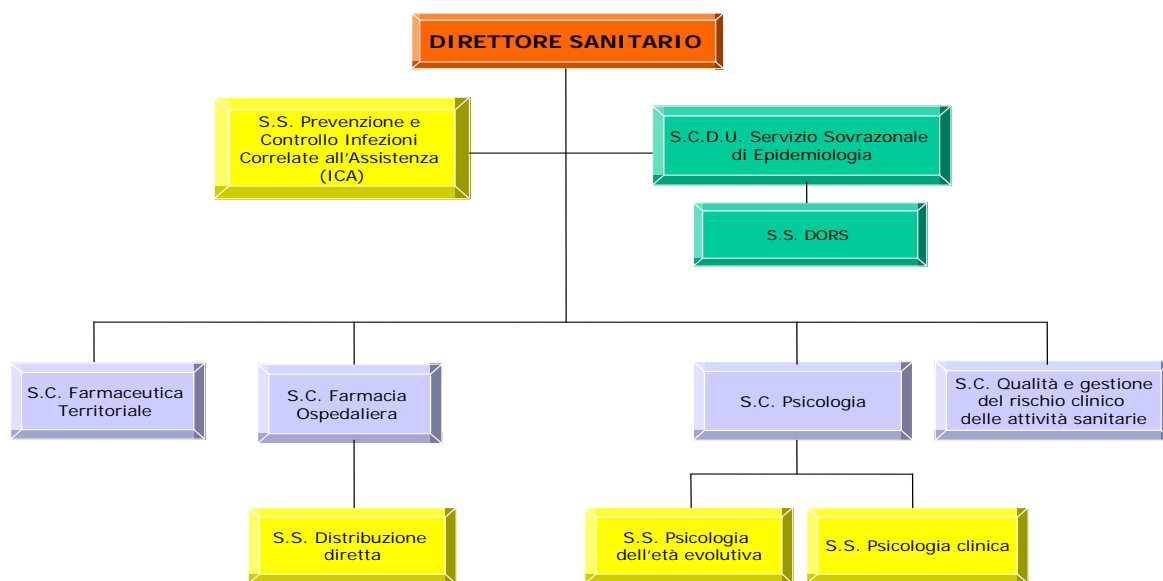 DIRETTORE SANITARIO
S.S. Prevenzione e
Controllo Infezioni
Correlate all'Assistenza
(ICA)
S.C.D.U. Servizio Sovrazonale
di Epidemiologia
S.S. DORS
S.C. Farmaceutica
Territoriale
S.C. Farmacia
Ospedaliera
S.C. Psicologia
S.C. Qualità e gestione
del rischio clinico
delle attività sanitarie
S.S. Distribuzione
diretta
S.S. Psicologia
dell'età evolutiva
S.S. Psicologia clinica